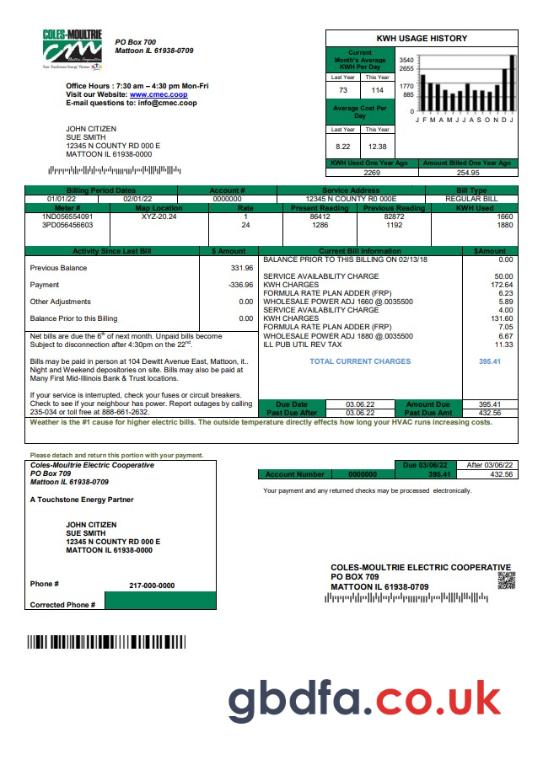 COLES-MOULTRIE
cm
Electric Cooperative
Your Touchstone Energy Partner
PO Box 700
Mattoon IL 61938-0709
Office Hours : 7:30 am – 4:30 pm Mon-Fri
Visit our Website: www.cmec.coop
E-mail questions to: info@cmec.coop
JOHN CITIZEN
SUE SMITH
12345 N COUNTY RD 000 E
MATTOON IL 61938-0000
KWH USAGE HISTORY
Current
Month's Average
KWH Per Day
Last Year This Year
73 114
Average Cost Per
Day
Last Year This Year
8.22 12.38
3540
2655
1770
885
0
J F M A M J J A S O N D J
KWH Used One Year Ago Amount Billed One Year Ago
2269 254.95
Billing Period Dates Account # Service Address Bill Type
01/01/22 02/01/22 0000000 12345 N COUNTY R0 000E REGULAR BILL
Meter # Map Location Rate Present Reading Previous Reading KWH Used
1ND056554091 XYZ-20.24 1 86412 82872 1660
3PD056456603 24 1286 1192 1880
Activity Since Last Bill $ Amount
Previous Balance 331.96
Payment -336.96
Other Adjustments 0.00
Balance Prior to this Billing 0.00
Net bills are due the 6th of next month. Unpaid bills become
Subject to disconnection after 4:30pm on the 22nd.
Bills may be paid in person at 104 Dewitt Avenue East, Mattoon, it..
Night and Weekend depositories on site. Bills may also be paid at
Many First Mid-Illinois Bank & Trust locations.
If your service is interrupted, check your fuses or circuit breakers.
Check to see if your neighbour has power. Report outages by calling
235-034 or toll free at 888-661-2632.
Current Bill Information $Amount
BALANCE PRIOR TO THIS BILLING ON 02/13/18 0.00
SERVICE AVAILABILITY CHARGE 50.00
KWH CHARGES 172.64
FORMULA RATE PLAN ADDER (FRP) 6.23
WHOLESALE POWER ADJ 1660 @.0035500 5.89
SERVICE AVAILABILITY CHARGE 4.00
KWH CHARGES 131.60
FORMULA RATE PLAN ADDER (FRP) 7.05
WHOLESALE POWER ADJ 1880 @.0035500 6.67
ILL PUB UTIL REV TAX 11.33
TOTAL CURRENT CHARGES 395.41
Due Date 03.06.22 Amount Due 395.41
Past Due After 03.06.22 Past Due Amt 432.56
Weather is the #1 cause for higher electric bills. The outside temperature directly effects how long your HVAC runs increasing costs.
Please detach and return this portion with your payment.
Coles-Moultrie Electric Cooperative
PO Box 709
Mattoon IL 61938-0709
A Touchstone Energy Partner
JOHN CITIZEN
SUE SMITH
12345 N COUNTY RD 000 E
MATTOON IL 61938-0000
Phone # 217-000-0000
Corrected Phone #
Due 03/06/22 After 03/06/22
Account Number 0000000 395.41 432.56
Your payment and any returned checks may be processed electronically.
COLES-MOULTRIE ELECTRIC COOPERATIVE
PO BOX 709
MATTOON IL 61938-0709
gbdfa.co.uk